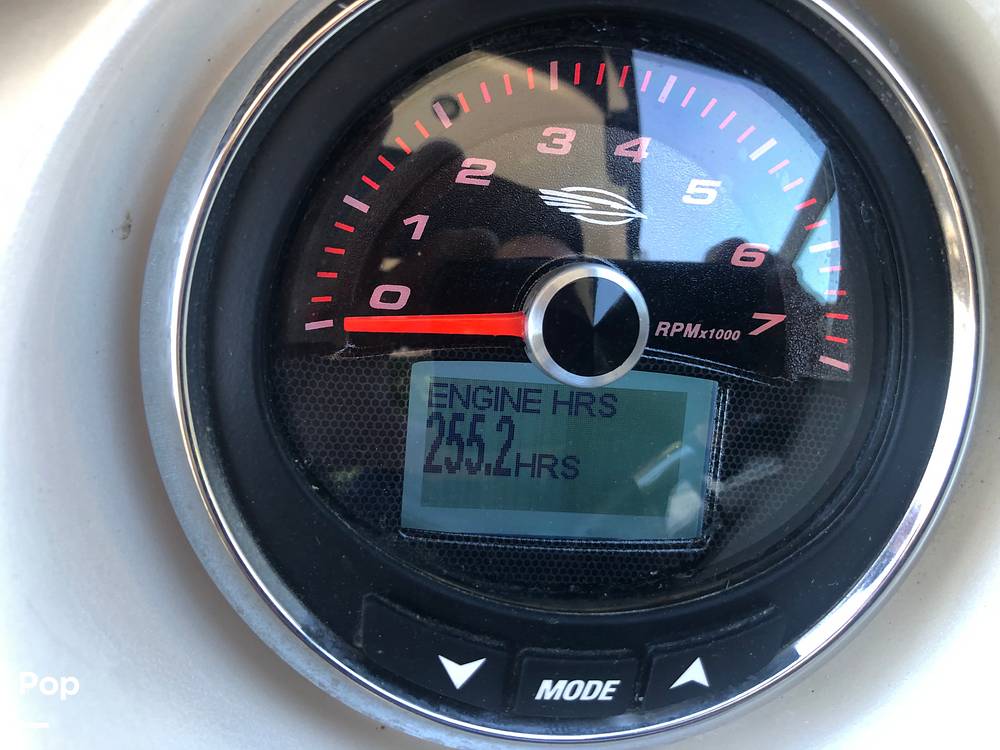 0 1 2 3 4 5 6 7
RPMx1000
ENGINE HRS
255.2HRS
MODE
Pop